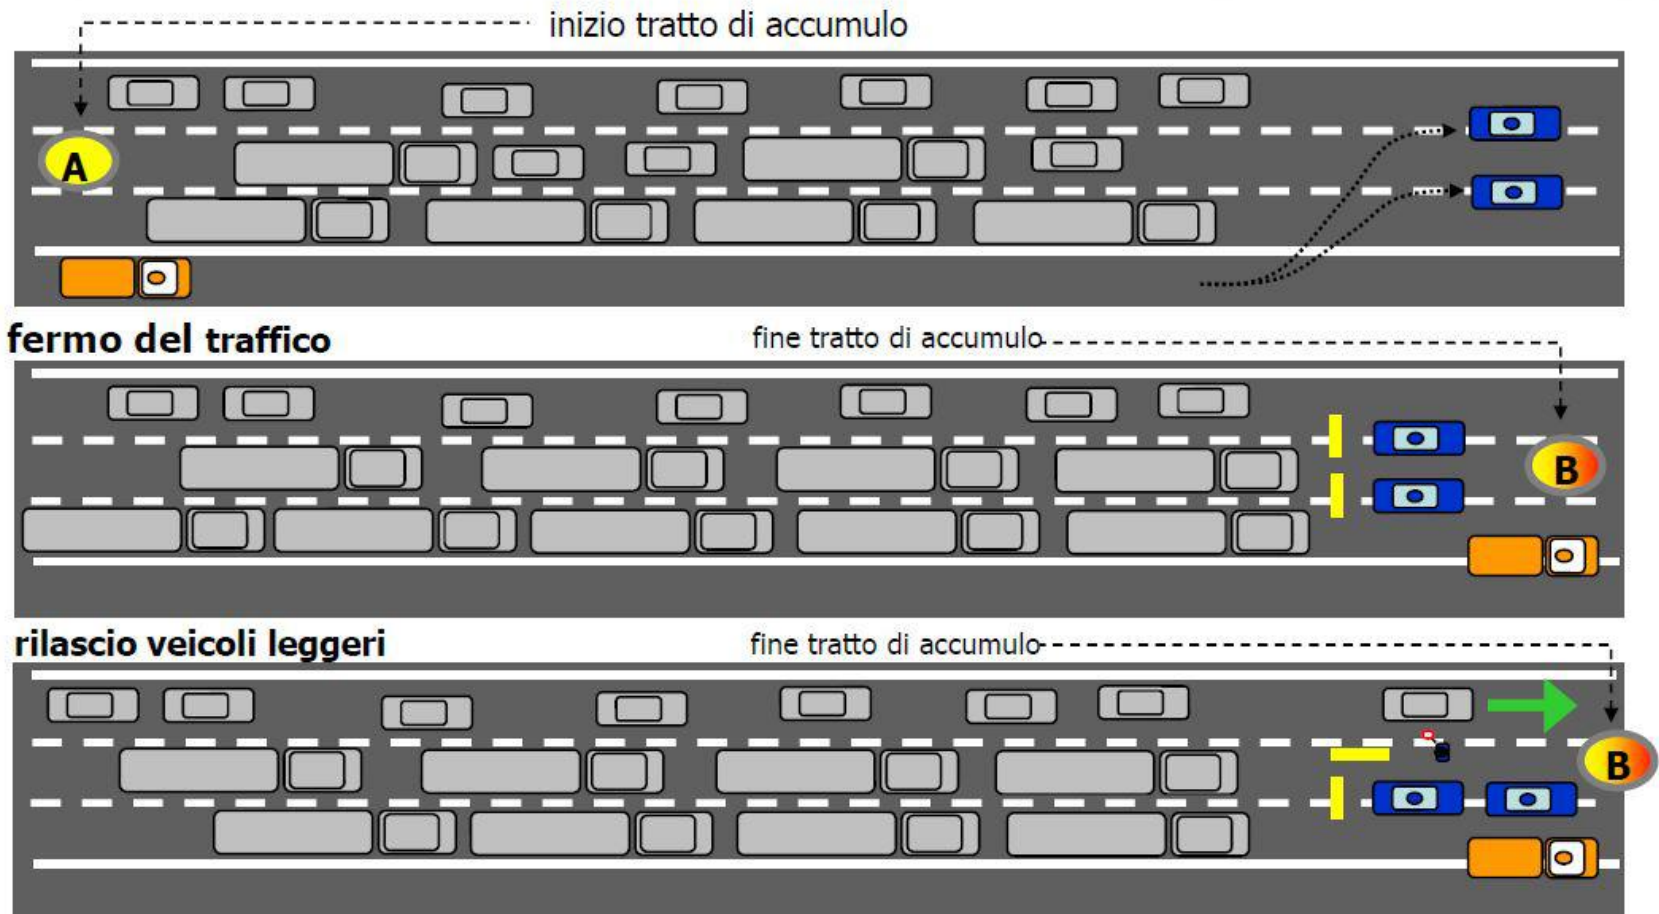 inizio tratto di accumulo
A
fermo del traffico
fine tratto di accumulo
B
rilascio veicoli leggeri
fine tratto di accumulo
B